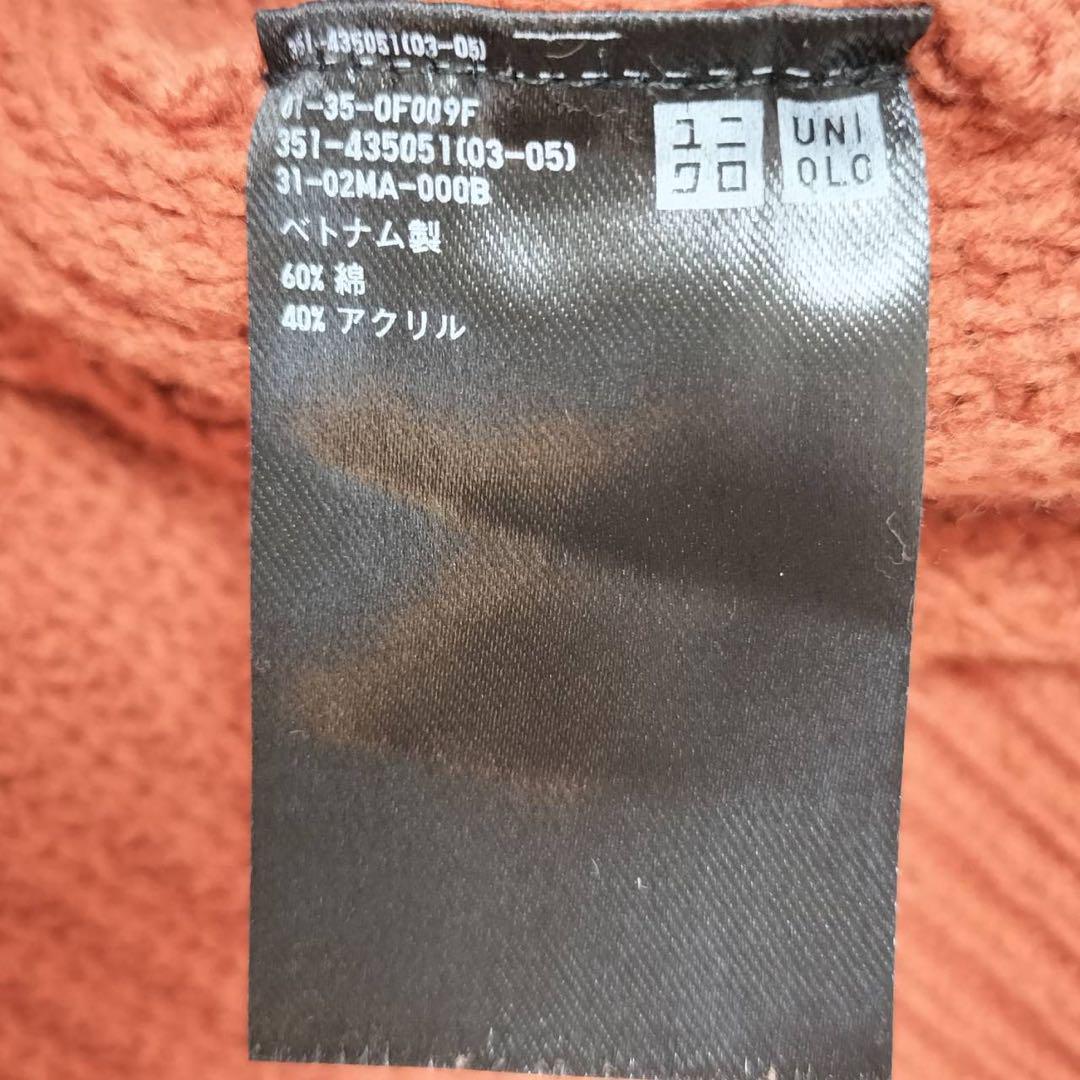 351-435051(03-05)
01-35-0F009F
351-435051(03-05)
31-02MA-000B
ベトナム製
60% 綿
40% アクリル
ユニ
クロ
UNI
QLO